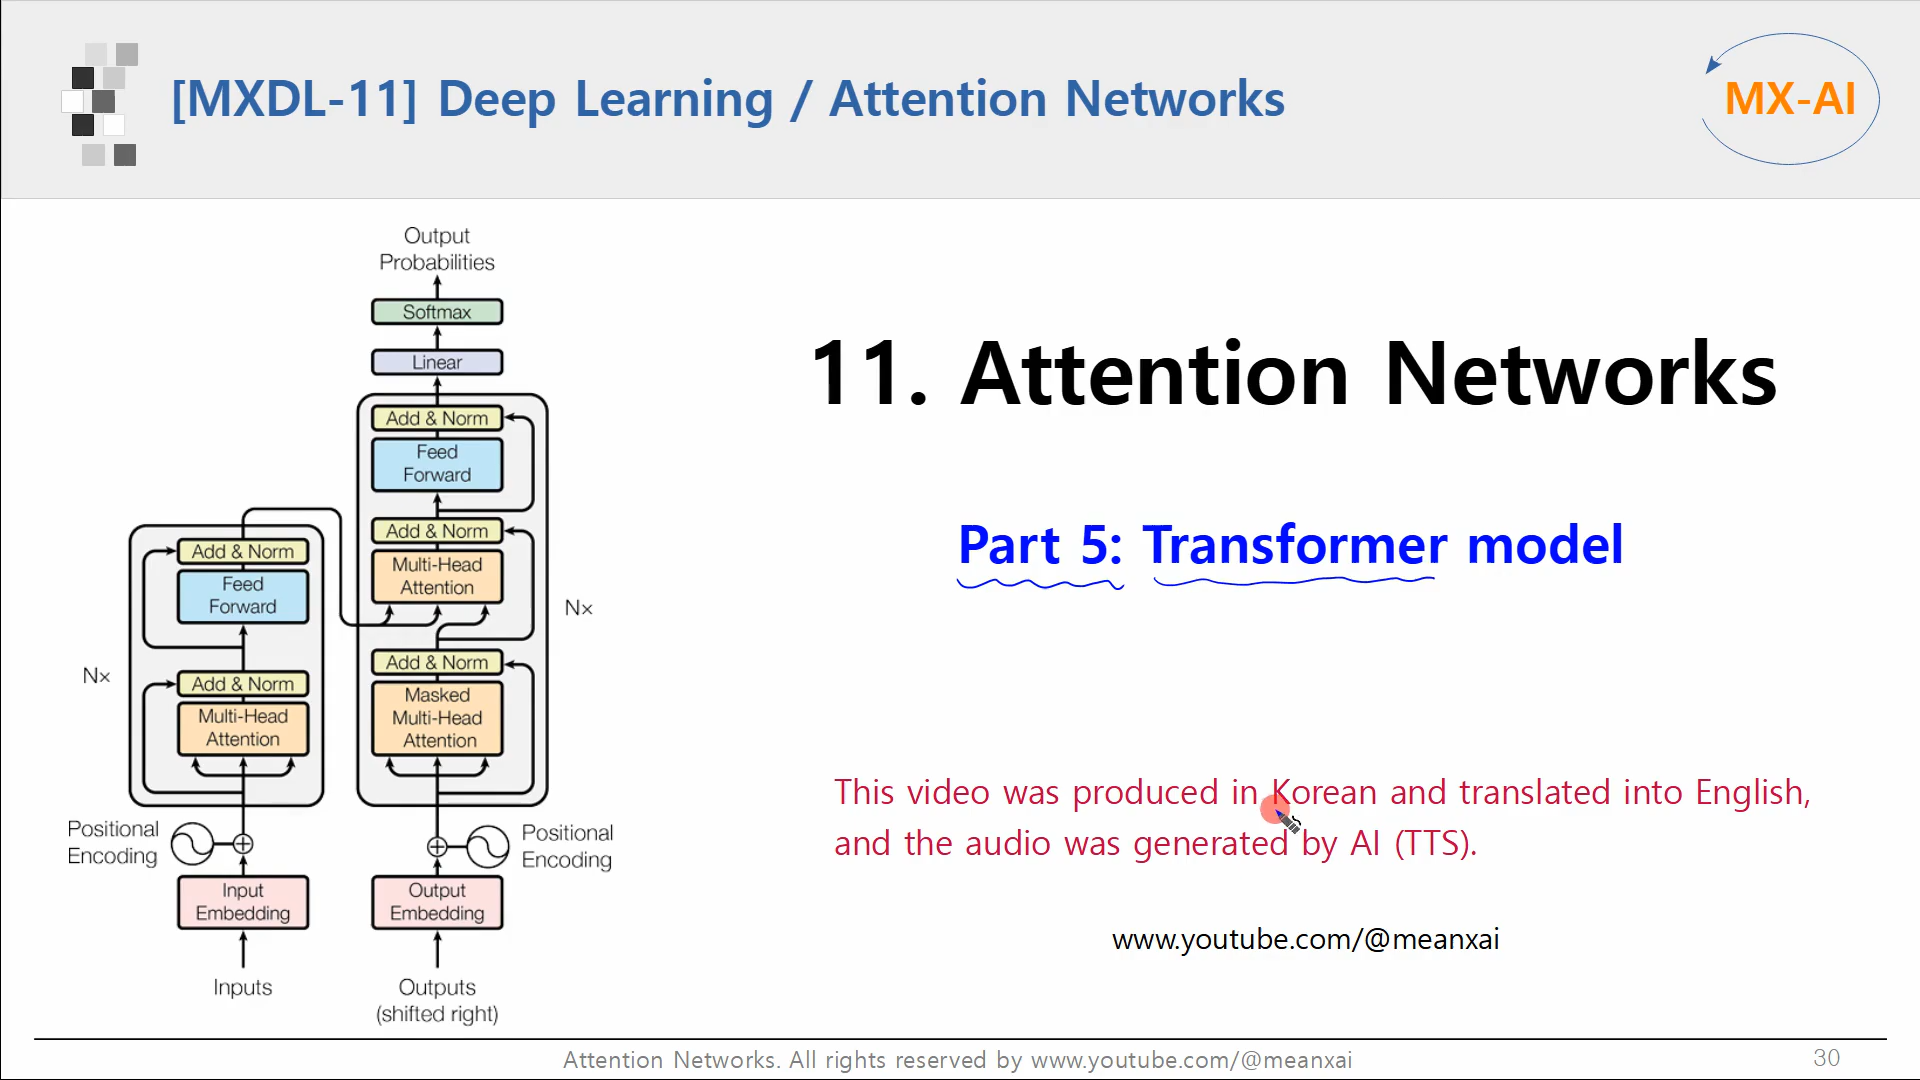 [MXDL-11] Deep Learning / Attention Networks
MX-AI
Output
Probabilities
Softmax
Linear
Add & Norm
Feed
Forward
Add & Norm
Multi-Head
Attention
Nx
Add & Norm
Masked
Multi-Head
Attention
Add & Norm
Feed
Forward
Nx
Add & Norm
Multi-Head
Attention
Positional
Encoding
Positional
Encoding
Input
Embedding
Output
Embedding
Inputs
Outputs
(shifted right)
11. Attention Networks
Part 5: Transformer model
This video was produced in Korean and translated into English,
and the audio was generated by AI (TTS).
www.youtube.com/@meanxai
Attention Networks. All rights reserved by www.youtube.com/@meanxai
30